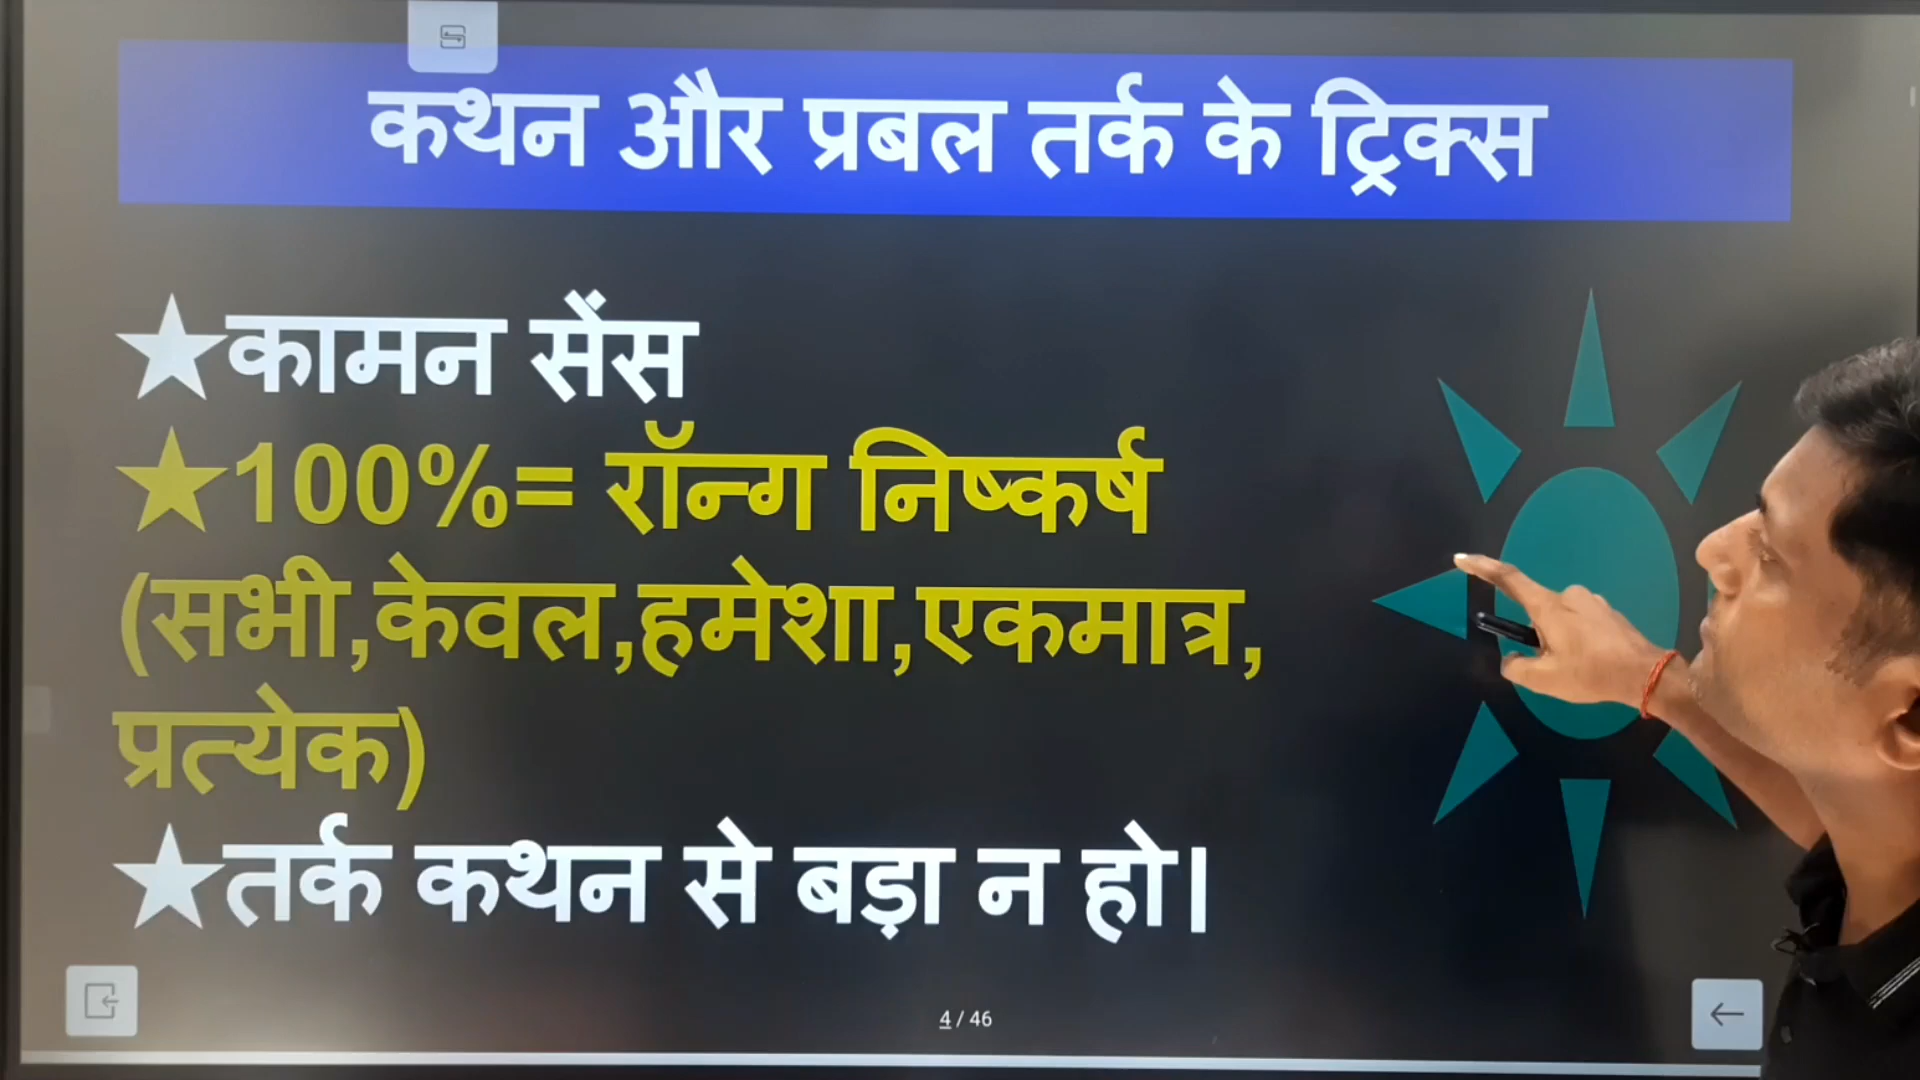 कथन और प्रबल तर्क के ट्रिक्स
★कामन सेंस
★100%= रॉन्ग निष्कर्ष
(सभी,केवल,हमेशा,एकमात्र,
प्रत्येक)
★तर्क कथन से बड़ा न हो।
4 / 46